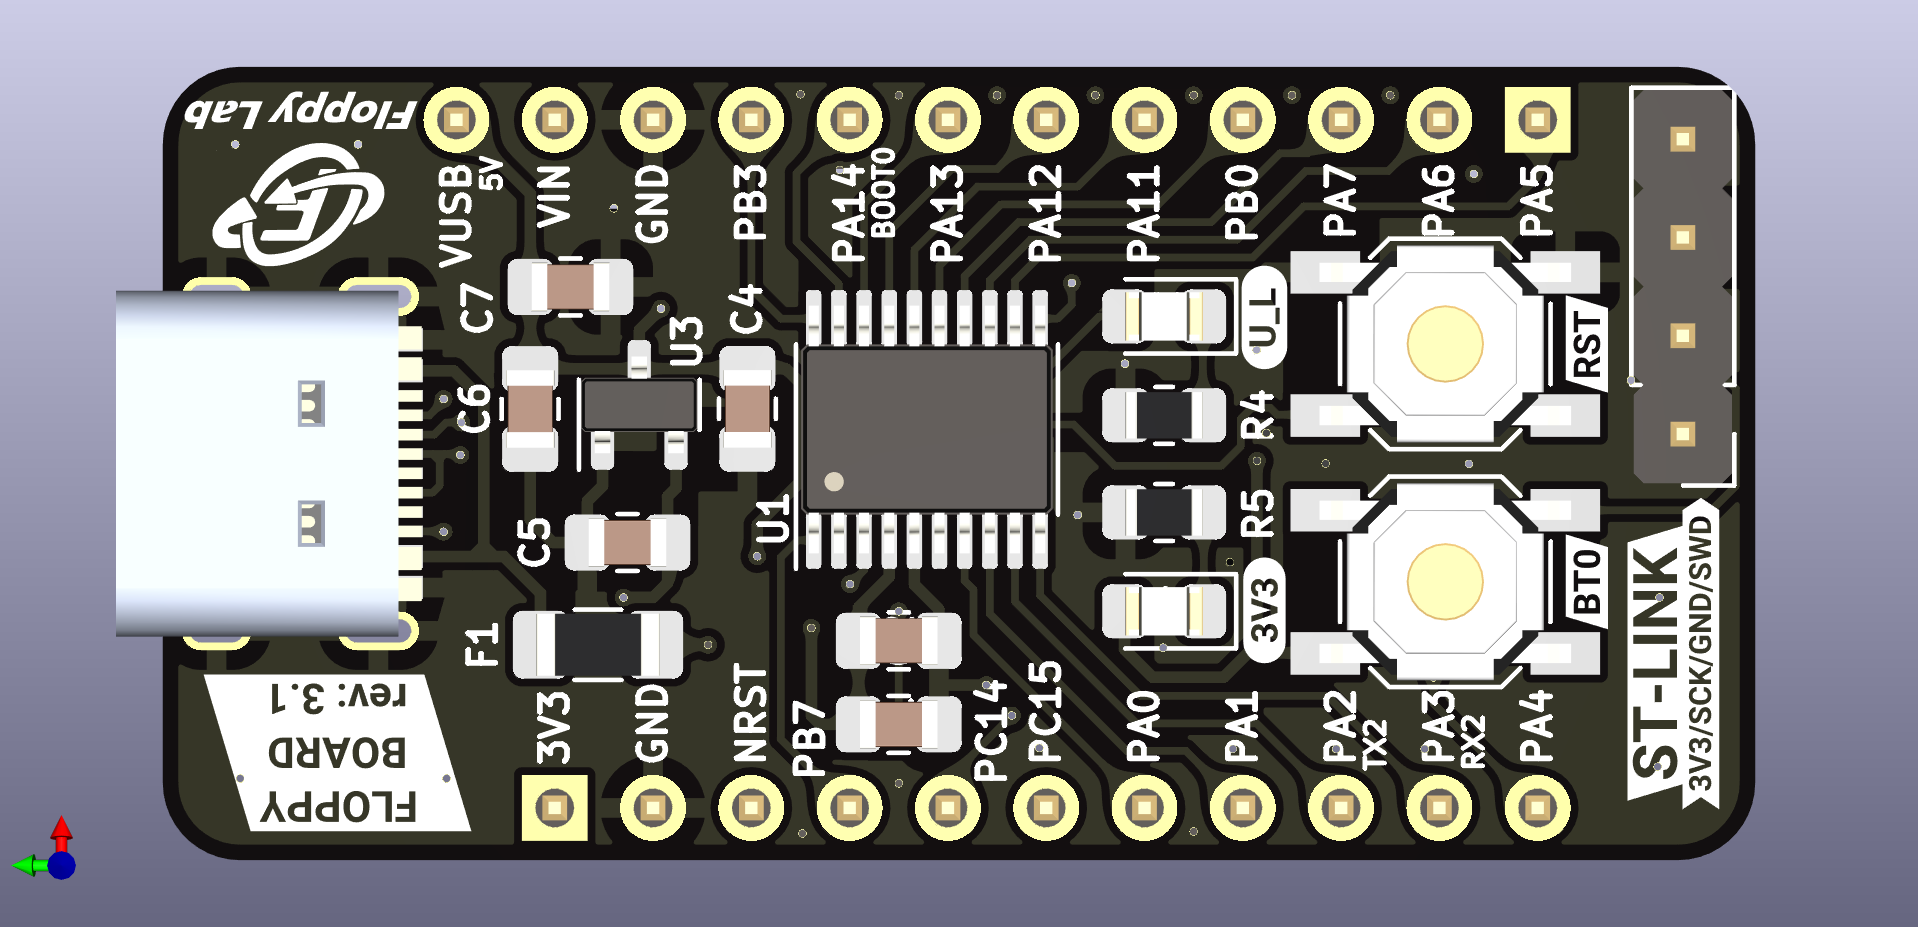 Floppy Lab
VUSB
5V
VIN
GND
PB3
PA14
BOOT0
PA13
PA12
PA11
PB0
PA7
PA6
PA5
C7
C6
U3
C4
C5
F1
U1
U_L
R4
R5
3V3
RST
BT0
ST-LINK
3V3/SCK/GND/SWD
FLOPPY
BOARD
rev: 3.1
3V3
GND
NRST
PB7
PC14
PC15
PA0
PA1
PA2
TX2
PA3
RX2
PA4